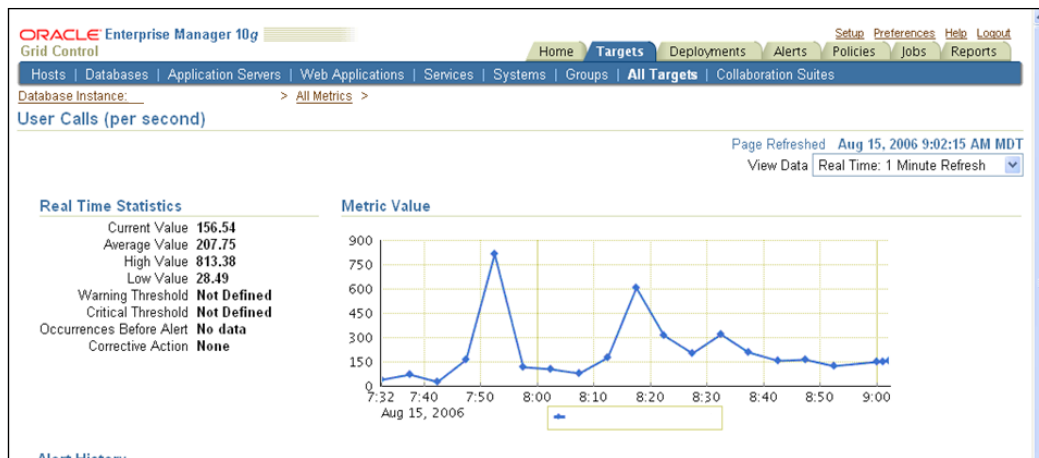 ORACLE Enterprise Manager 10g
Grid Control
Setup Preferences Help Logout
Home Targets Deployments Alerts Policies Jobs Reports
Hosts | Databases | Application Servers | Web Applications | Services | Systems | Groups | All Targets | Collaboration Suites
Database Instance: > All Metrics >
User Calls (per second)
Page Refreshed Aug 15, 2006 9:02:15 AM MDT
View Data Real Time: 1 Minute Refresh
Real Time Statistics
Current Value 156.54
Average Value 207.75
High Value 813.38
Low Value 28.49
Warning Threshold Not Defined
Critical Threshold Not Defined
Occurrences Before Alert No data
Corrective Action None
Metric Value
900
750
600
450
300
150
0
7:32 7:40 7:50 8:00 8:10 8:20 8:30 8:40 8:50 9:00
Aug 15, 2006
Alert History